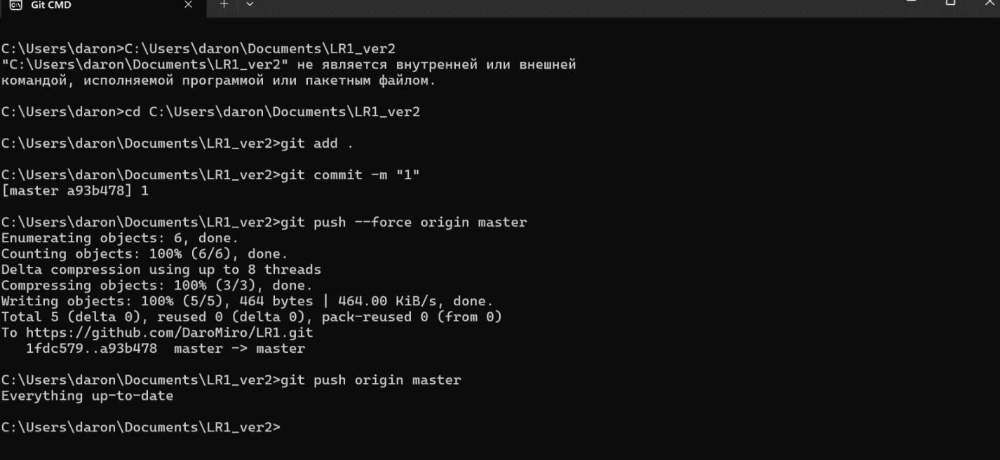 Git CMD
C:\Users\daron>C:\Users\daron\Documents\LR1_ver2
"C:\Users\daron\Documents\LR1_ver2" не является внутренней или внешней
командой, исполняемой программой или пакетным файлом.
C:\Users\daron>cd C:\Users\daron\Documents\LR1_ver2
C:\Users\daron\Documents\LR1_ver2>git add .
C:\Users\daron\Documents\LR1_ver2>git commit -m "1"
[master a93b478] 1
C:\Users\daron\Documents\LR1_ver2>git push --force origin master
Enumerating objects: 6, done.
Counting objects: 100% (6/6), done.
Delta compression using up to 8 threads
Compressing objects: 100% (3/3), done.
Writing objects: 100% (5/5), 464 bytes | 464.00 KiB/s, done.
Total 5 (delta 0), reused 0 (delta 0), pack-reused 0 (from 0)
To https://github.com/DaroMiro/LR1.git
   1fdc579..a93b478  master -> master
C:\Users\daron\Documents\LR1_ver2>git push origin master
Everything up-to-date
C:\Users\daron\Documents\LR1_ver2>